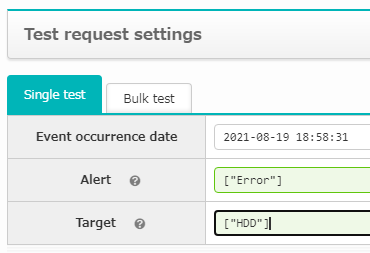 Test request settings
Single test
Bulk test
Event occurrence date
2021-08-19 18:58:31
Alert ?
["Error"]
Target ?
["HDD"]